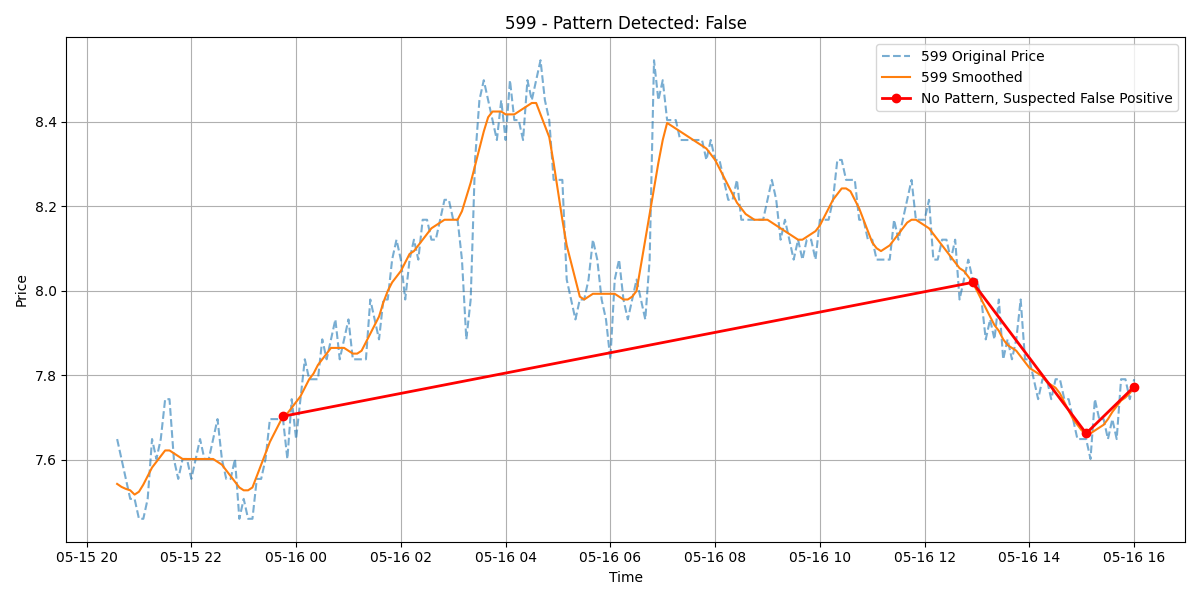 599 - Pattern Detected: False
599 Original Price
599 Smoothed
No Pattern, Suspected False Positive
Price
8.4
8.2
8.0
7.8
7.6
05-15 20
05-15 22
05-16 00
05-16 02
05-16 04
05-16 06
05-16 08
05-16 10
05-16 12
05-16 14
05-16 16
Time